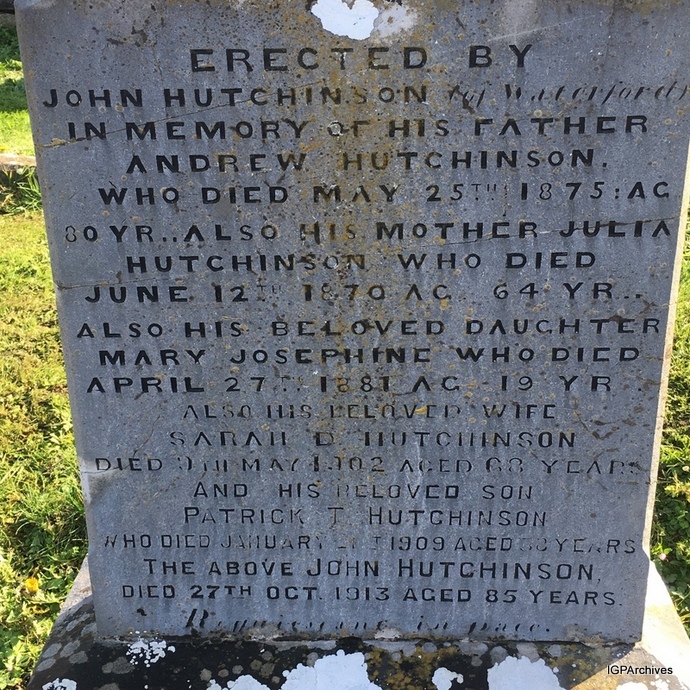 ERECTED BY
JOHN HUTCHINSON (of Waterford)
IN MEMORY OF HIS FATHER
ANDREW HUTCHINSON.
WHO DIED MAY 25TH 1875: AG
80 YR., ALSO HIS MOTHER JULIA
HUTCHINSON WHO DIED
JUNE 12TH 1870 AG 64 YR..
ALSO HIS BELOVED DAUGHTER
MARY JOSEPHINE WHO DIED
APRIL 27TH 1881 AG 19 YR.
ALSO HIS BELOVED WIFE
SARAH D. HUTCHINSON
DIED 9TH MAY 1902 AGED 68 YEARS
AND HIS BELOVED SON
PATRICK T. HUTCHINSON
WHO DIED JANUARY 1909 AGED YEARS
THE ABOVE JOHN HUTCHINSON,
DIED 27TH OCT. 1913 AGED 85 YEARS.
Requiescant in pace.
IGPArchives